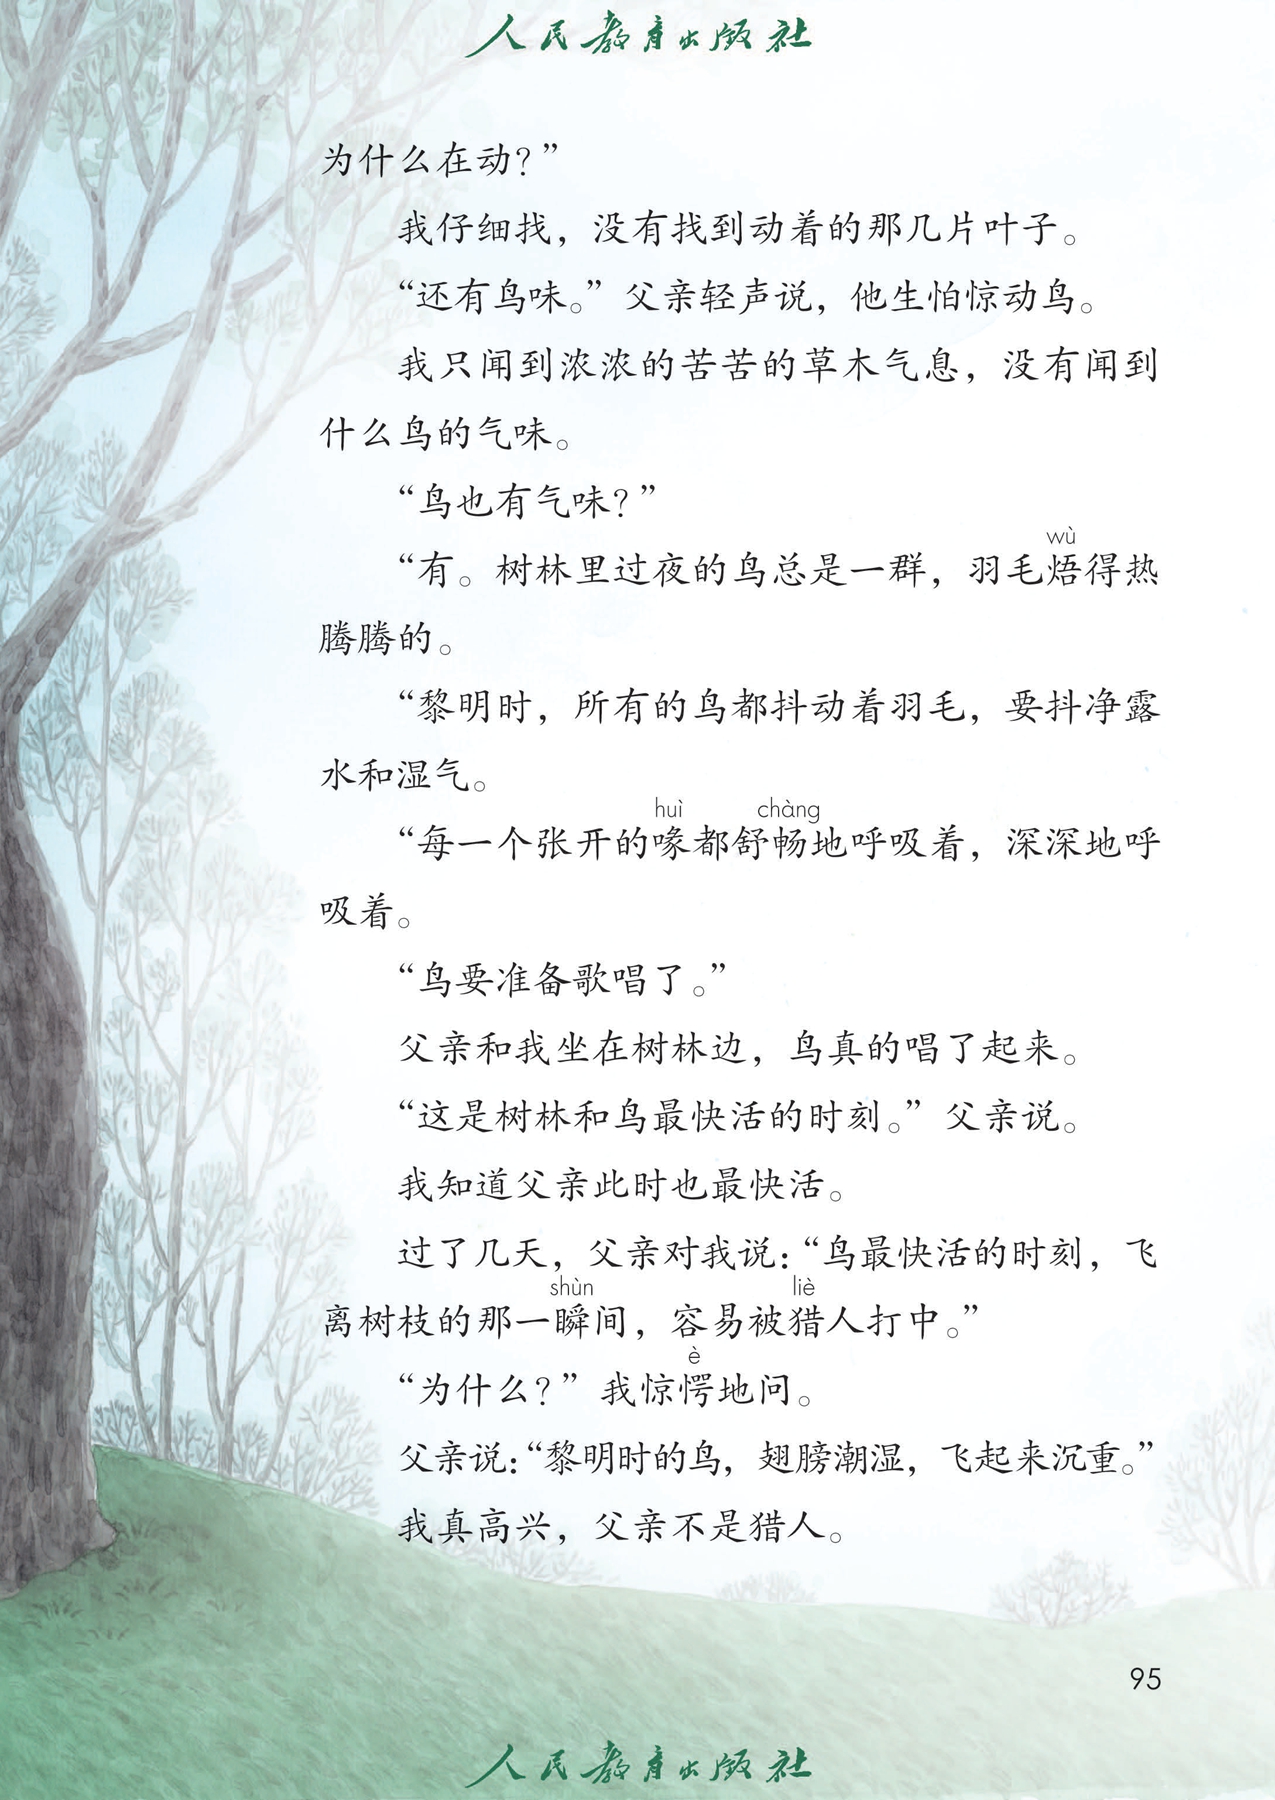 人民教育出版社
为什么在动？”
我仔细找，没有找到动着的那几片叶子。
“还有鸟味。”父亲轻声说，他生怕惊动鸟。
我只闻到浓浓的苦苦的草木气息，没有闻到
什么鸟的气味。
“鸟也有气味？”
wù
“有。树林里过夜的鸟总是一群，羽毛焐得热
腾腾的。
“黎明时，所有的鸟都抖动着羽毛，要抖净露
水和湿气。
huì chàng
“每一个张开的喙都舒畅地呼吸着，深深地呼
吸着。
“鸟要准备歌唱了。”
父亲和我坐在树林边，鸟真的唱了起来。
“这是树林和鸟最快活的时刻。”父亲说。
我知道父亲此时也最快活。
过了几天，父亲对我说：“鸟最快活的时刻，飞
shùn liè
离树枝的那一瞬间，容易被猎人打中。”
è
“为什么？”我惊愕地问。
父亲说：“黎明时的鸟，翅膀潮湿，飞起来沉重。”
我真高兴，父亲不是猎人。
95
人民教育出版社